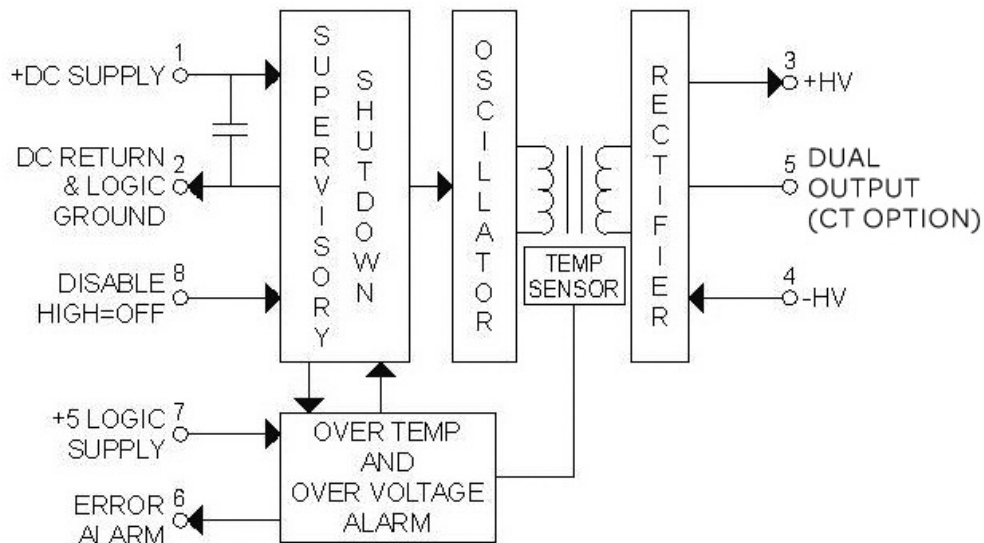 1
+DC SUPPLY
DC RETURN
& LOGIC
GROUND
2
DISABLE
HIGH=OFF
8
+5 LOGIC
SUPPLY
7
ERROR
ALARM
6
SUPERVISORY
SHUTDOWN
OSCILLATOR
TEMP
SENSOR
RECTIFIER
OVER TEMP
AND
OVER VOLTAGE
ALARM
3
+HV
5
DUAL
OUTPUT
(CT OPTION)
4
-HV